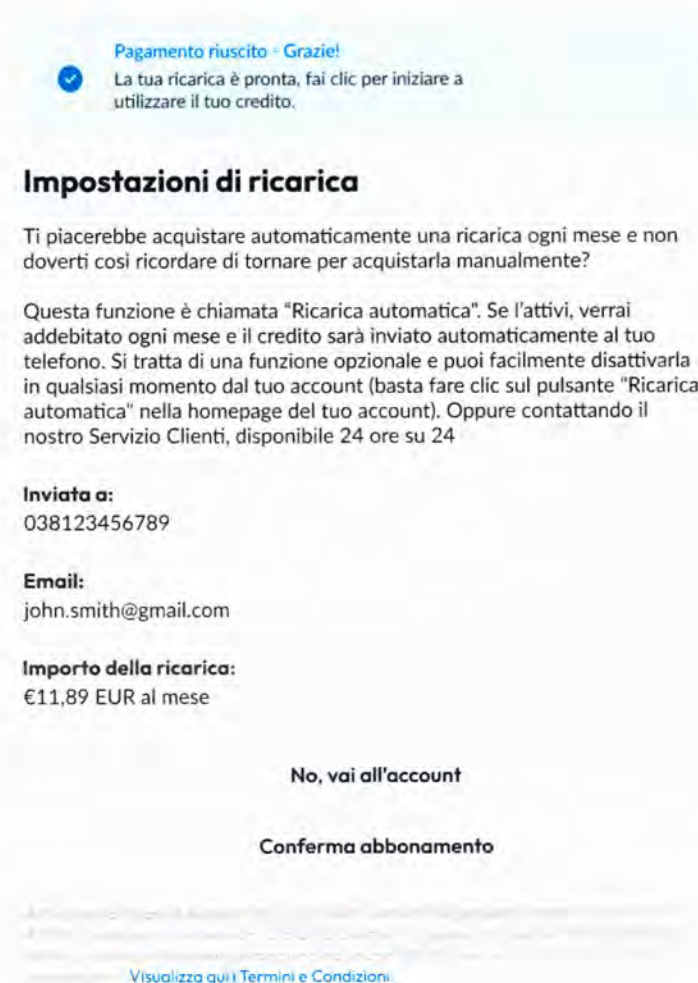 Pagamento riuscito - Grazie!
La tua ricarica è pronta, fai clic per iniziare a
utilizzare il tuo credito.
Impostazioni di ricarica
Ti piacerebbe acquistare automaticamente una ricarica ogni mese e non
doverti così ricordare di tornare per acquistarla manualmente?
Questa funzione è chiamata “Ricarica automatica”. Se l’attivi, verrai
addebitato ogni mese e il credito sarà inviato automaticamente al tuo
telefono. Si tratta di una funzione opzionale e puoi facilmente disattivarla
in qualsiasi momento dal tuo account (basta fare clic sul pulsante "Ricarica
automatica" nella homepage del tuo account). Oppure contattando il
nostro Servizio Clienti, disponibile 24 ore su 24
Inviata a:
038123456789
Email:
john.smith@gmail.com
Importo della ricarica:
€11,89 EUR al mese
No, vai all'account
Conferma abbonamento
Visualizza qui i Termini e Condizioni